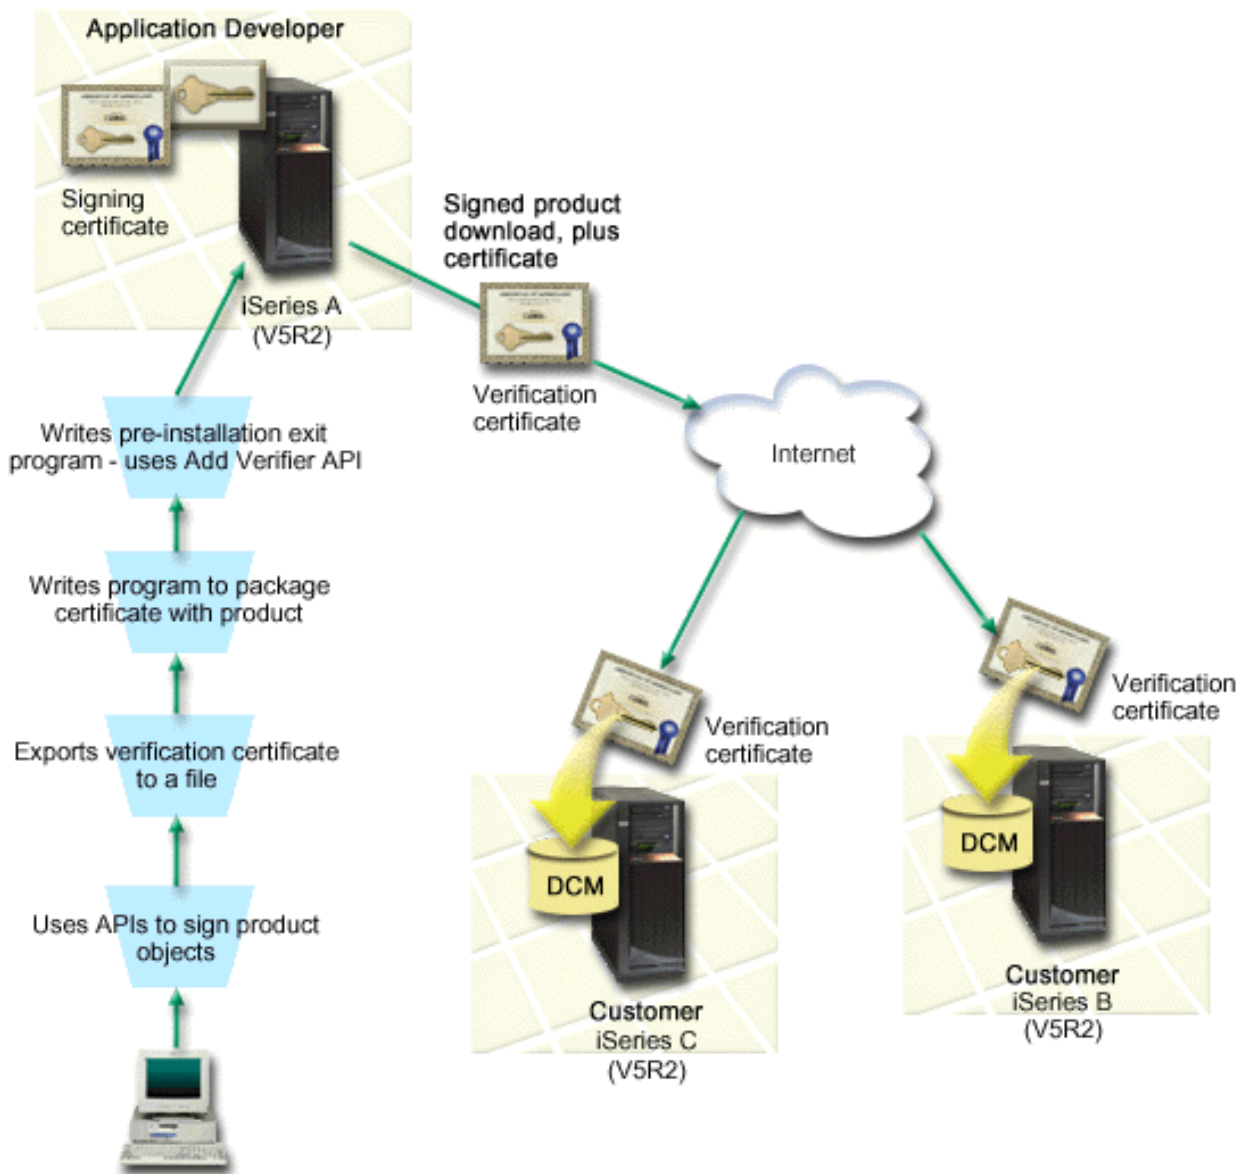 Application Developer
Signing
certificate
iSeries A
(V5R2)
Signed product
download, plus
certificate
Verification
certificate
Internet
Writes pre-installation exit
program - uses Add Verifier API
Writes program to package
certificate with product
Exports verification certificate
to a file
Uses APIs to sign product
objects
Verification
certificate
DCM
Customer
iSeries C
(V5R2)
Verification
certificate
DCM
Customer
iSeries B
(V5R2)